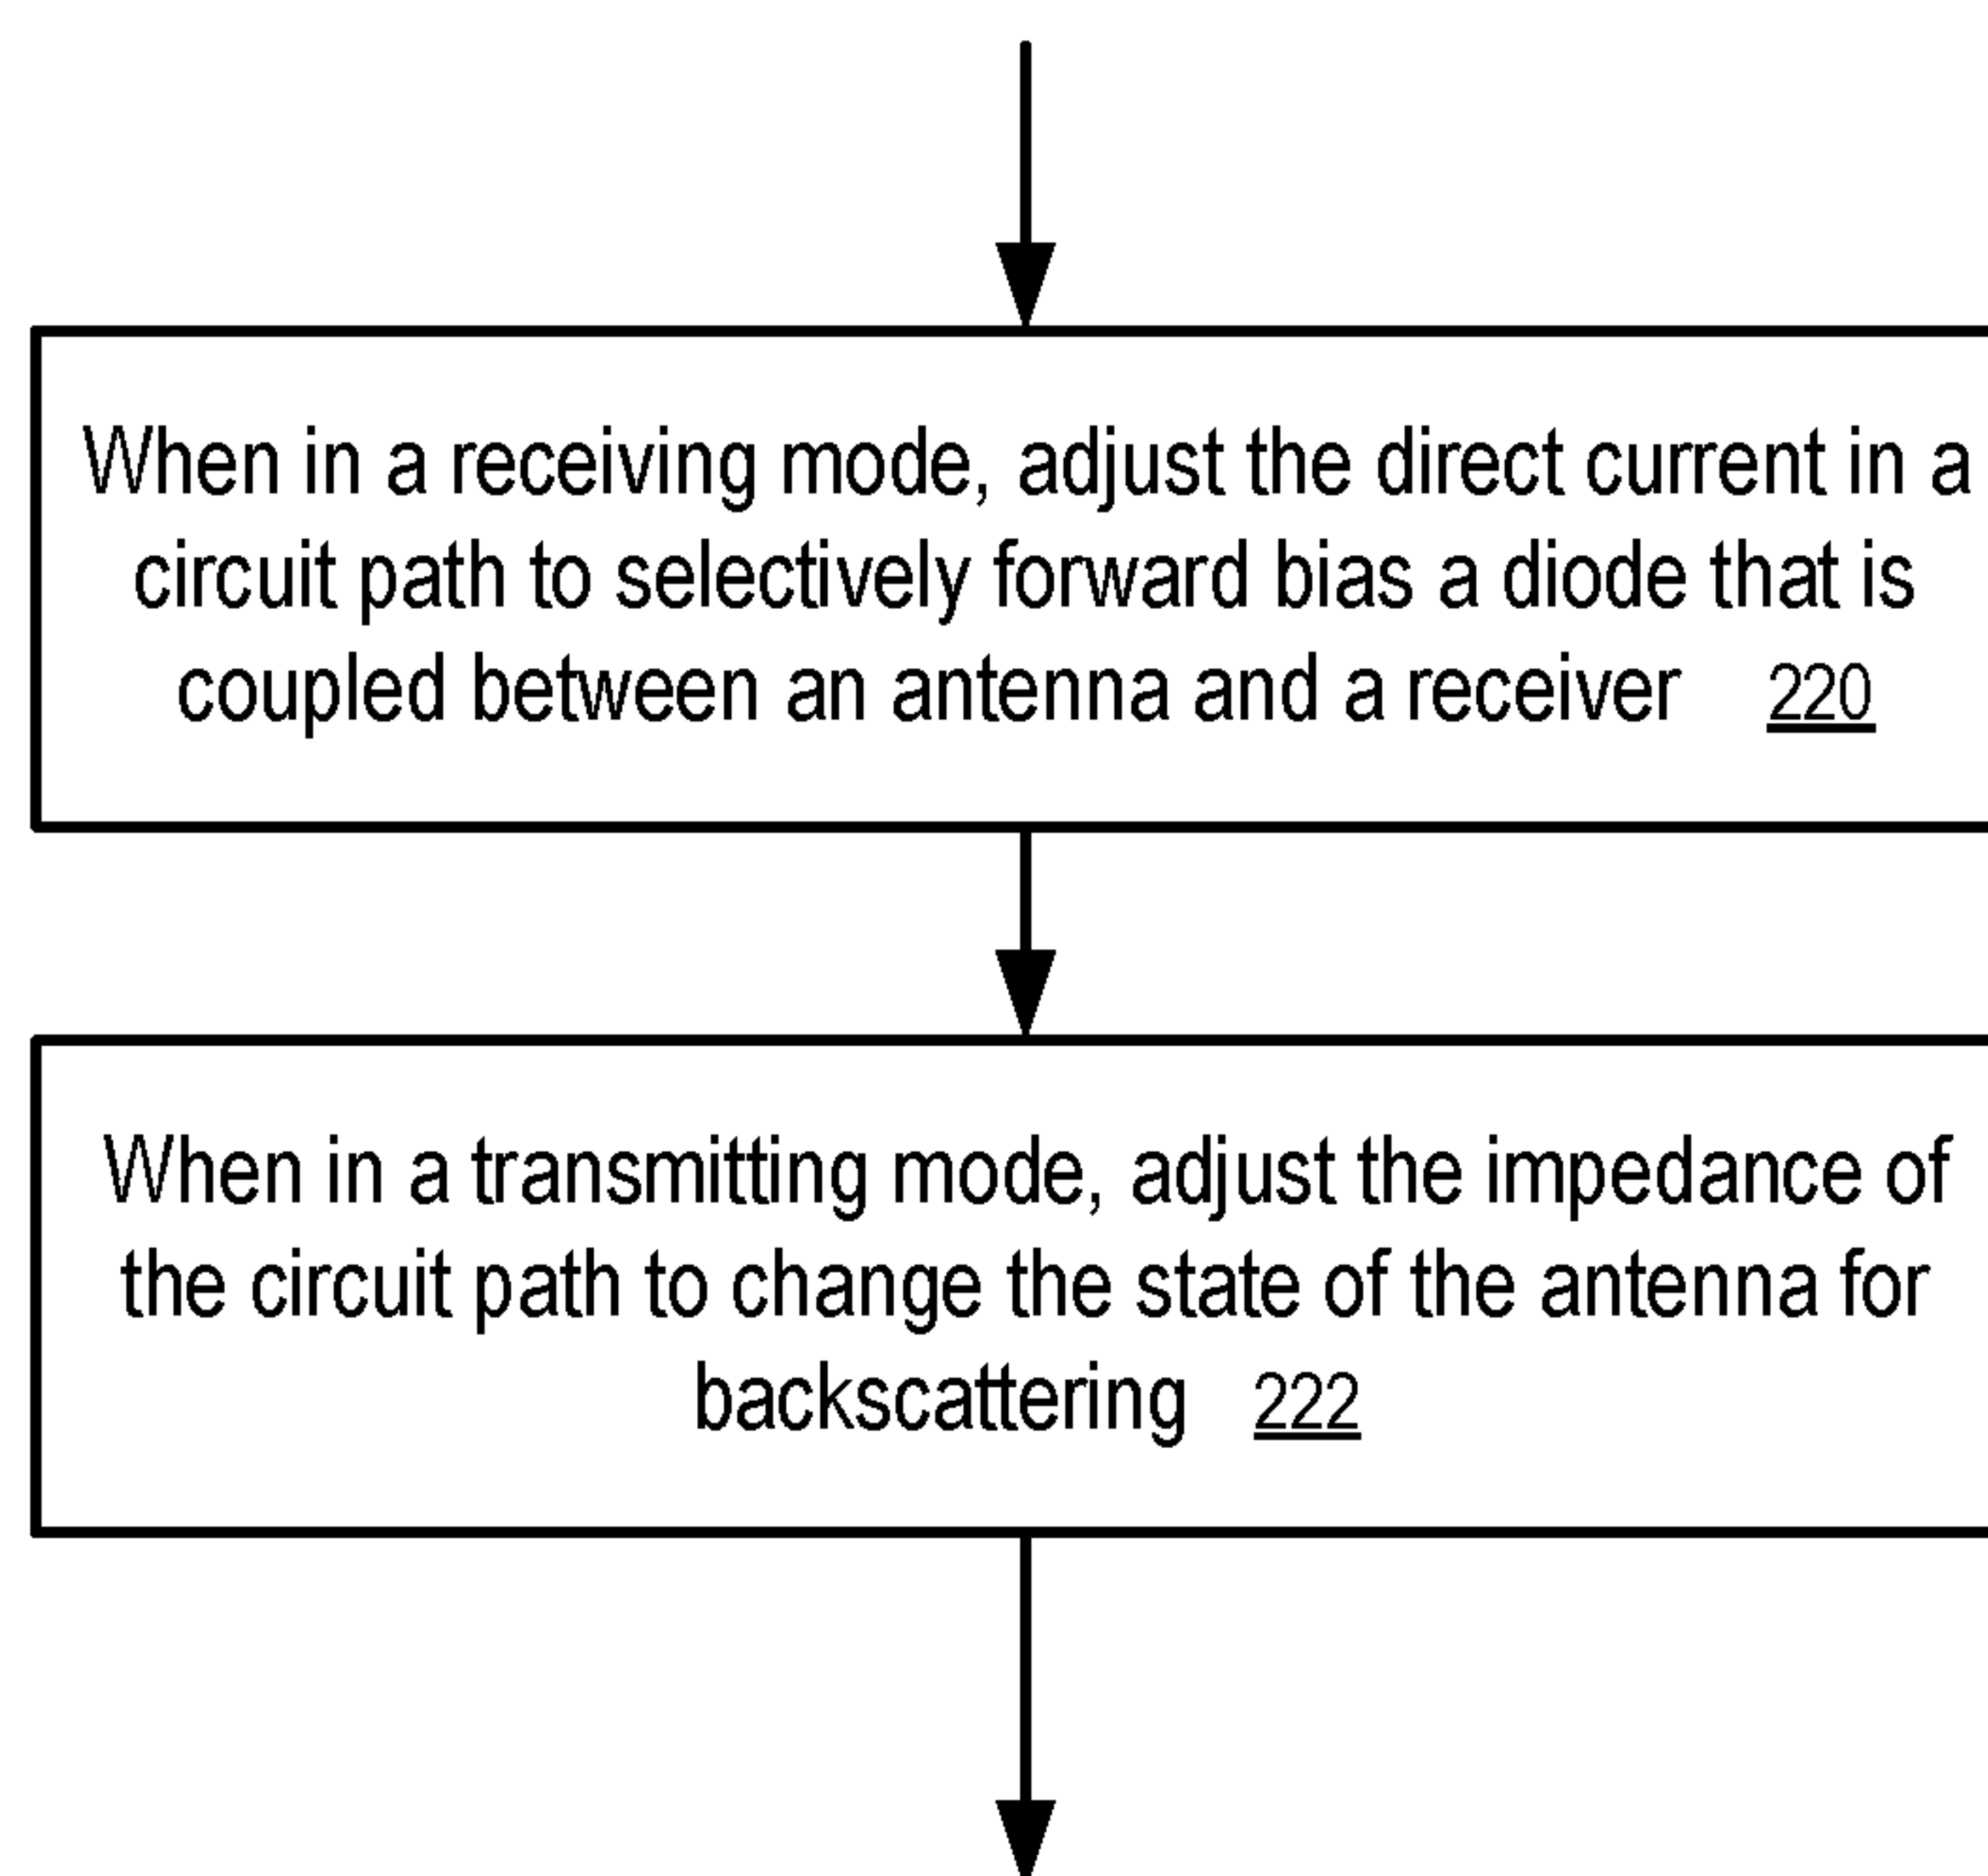 When in a receiving mode, adjust the direct current in a
circuit path to selectively forward bias a diode that is
coupled between an antenna and a receiver 220
When in a transmitting mode, adjust the impedance of
the circuit path to change the state of the antenna for
backscattering 222